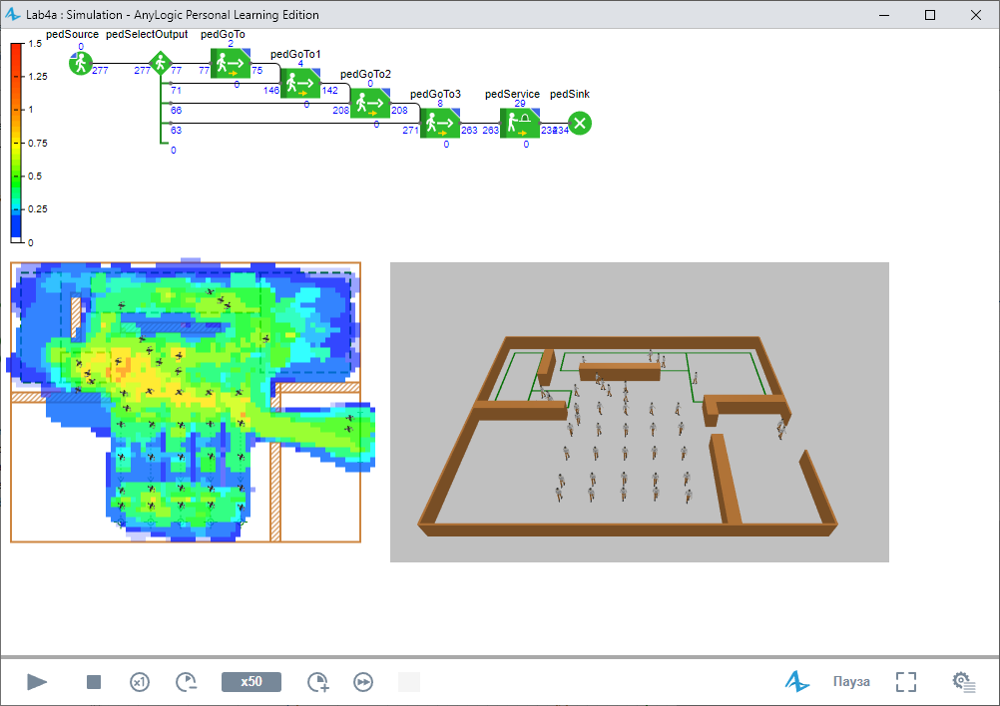 Lab4a : Simulation - AnyLogic Personal Learning Edition
pedSource pedSelectOutput pedGoTo
0 2
1.5
277 277 77 77 75
pedGoTo1
4
1.25
0
71 146 142
pedGoTo2
0
0
1
66 208 208
pedGoTo3 pedService pedSink
8 29
0
0.75
63 271 263 263 234 234
0 0
0
0.5
0.25
0
x1
x50
Пауза